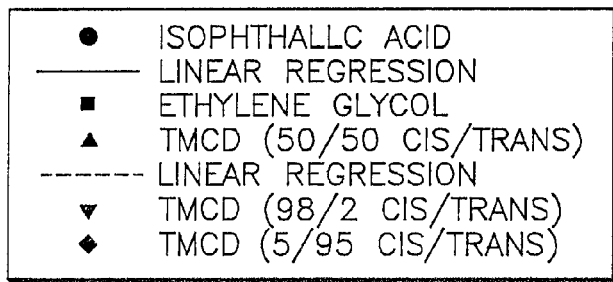 ISOPHTHALLC ACID
LINEAR REGRESSION
ETHYLENE GLYCOL
TMCD (50/50 CIS/TRANS)
LINEAR REGRESSION
TMCD (98/2 CIS/TRANS)
TMCD (5/95 CIS/TRANS)